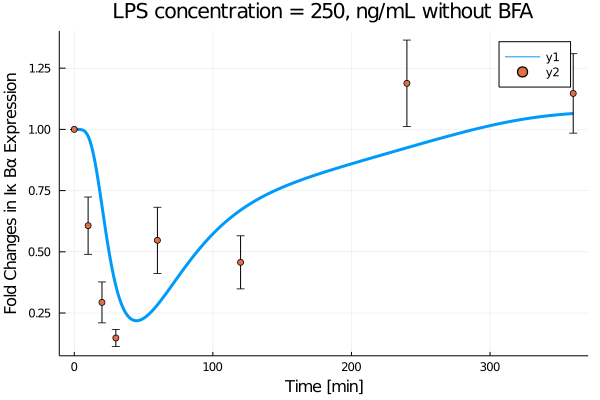 LPS concentration = 250, ng/mL without BFA
y1
y2
1.25
1.00
0.75
0.50
0.25
Fold Changes in Iκ Bα Expression
0
100
200
300
Time [min]